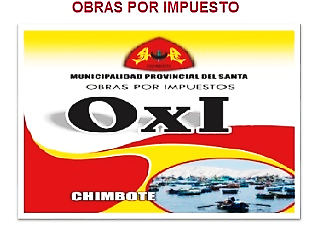 OBRAS POR IMPUESTO
MUNICIPALIDAD PROVINCIAL DEL SANTA
OBRAS POR IMPUESTOS
OXI
CHIMBOTE